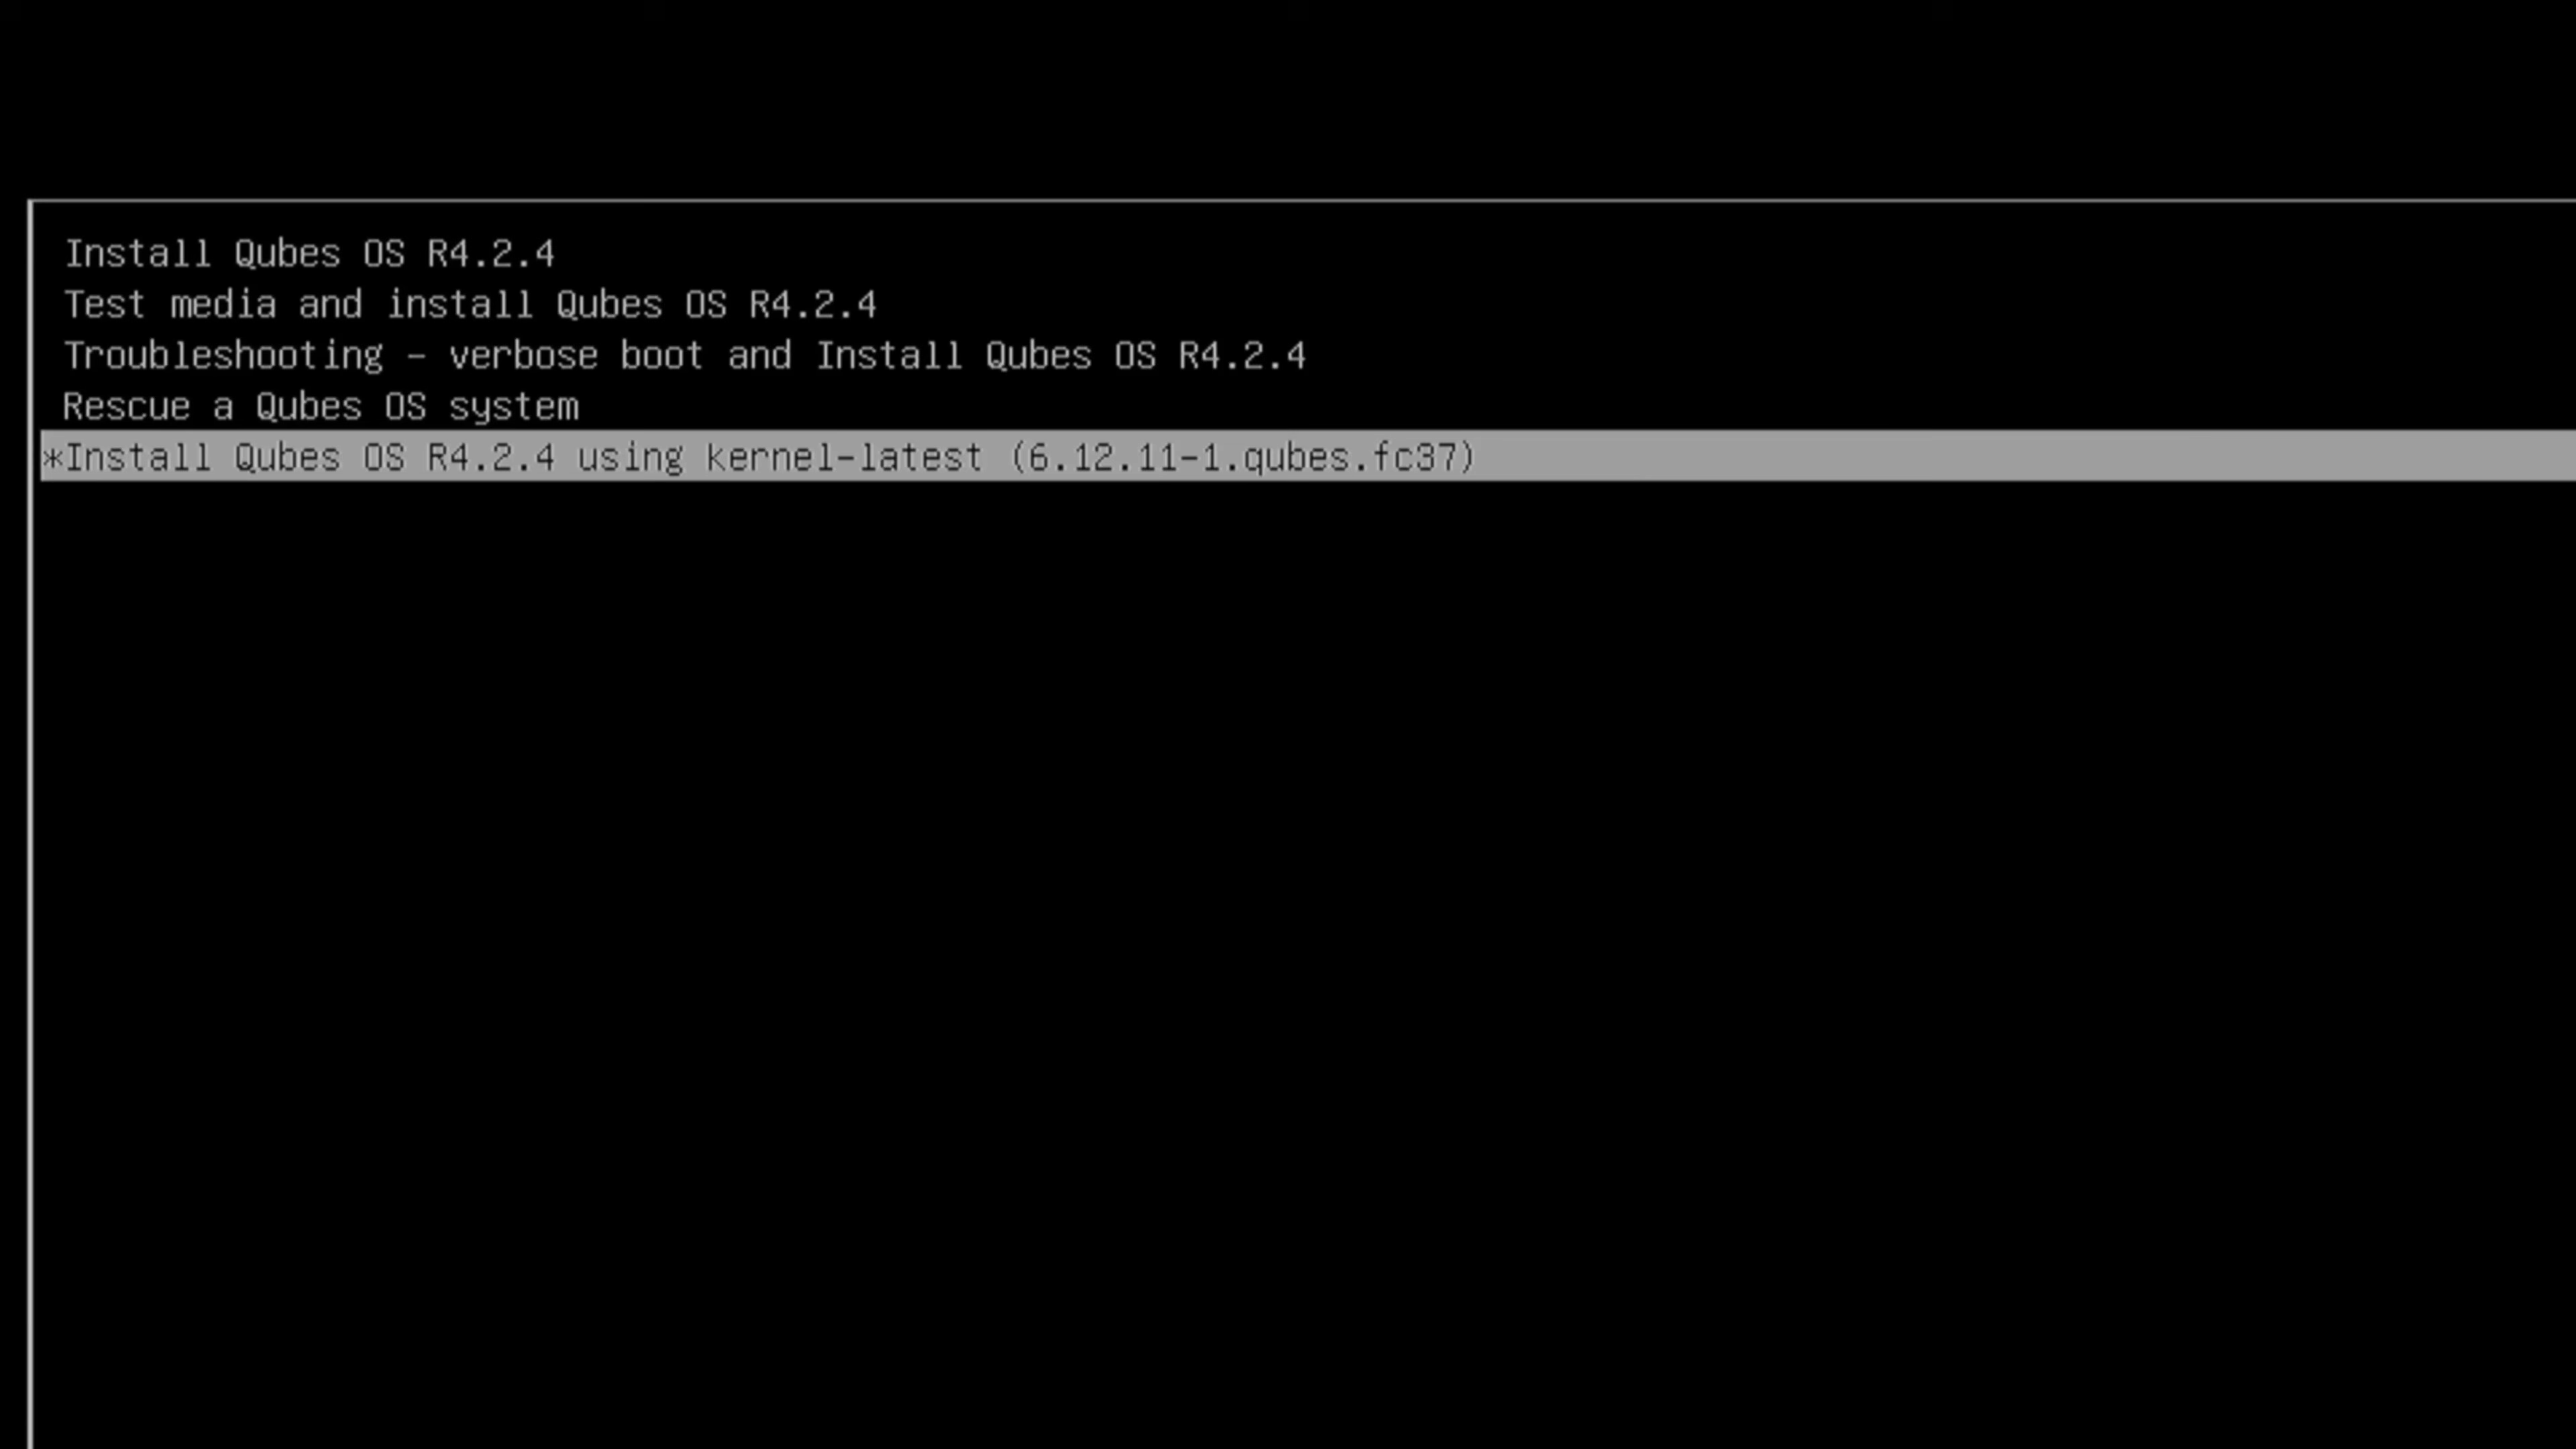 Install Qubes OS R4.2.4
Test media and install Qubes OS R4.2.4
Troubleshooting - verbose boot and Install Qubes OS R4.2.4
Rescue a Qubes OS system
*Install Qubes OS R4.2.4 using kernel-latest (6.12.11-1.qubes.fc37)